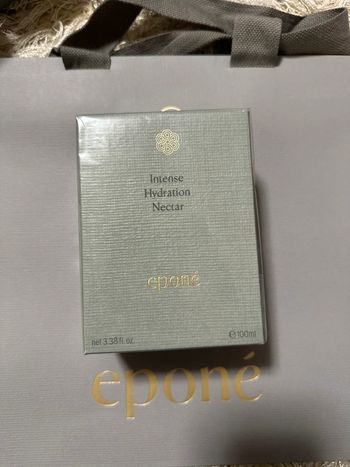 Intense
Hydration
Nectar
eponé
net 3.38 fl. oz.
℮100ml
eponé